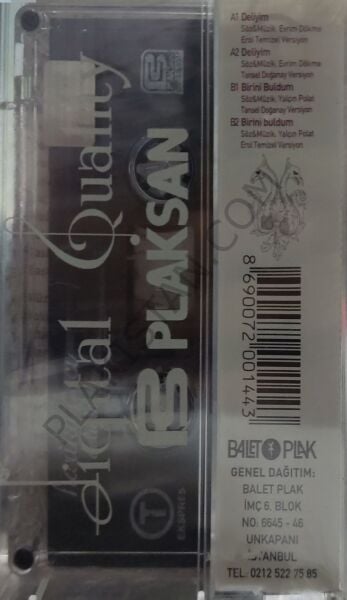 A1 Deliyim
Söz&Müzik: Evrim Dökme
Erol Temizel Versiyon
A2 Deliyim
Söz&Müzik: Evrim Dökme
Tansel Doğanay Versiyon
B1 Birini Buldum
Söz&Müzik: Yalçın Polat
Tansel Doğanay Versiyon
B2 Birini buldum
Söz&Müzik: Yalçın Polat
Erol Temizel Versiyon
Digital Quality
PLAKSAN
T
EKSPRES
8690072001443
BALET PLAK
GENEL DAĞITIM:
BALET PLAK
İMÇ 6. BLOK
NO: 6645 - 46
UNKAPANI
İSTANBUL
TEL: 0212 522 75 85